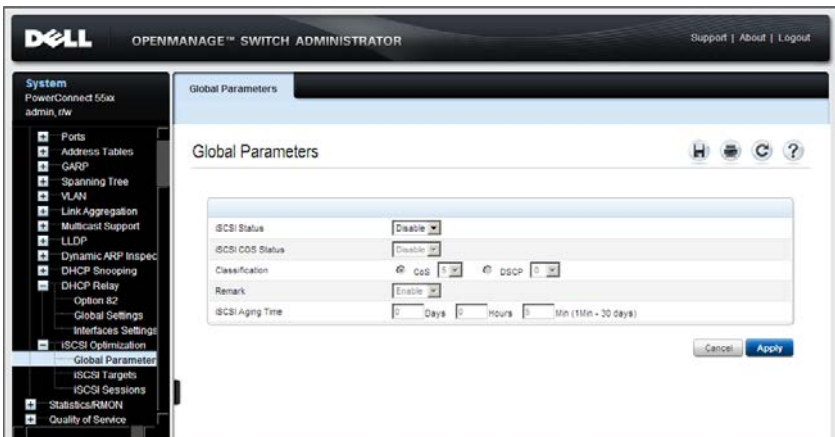 DELL
OPENMANAGE™ SWITCH ADMINISTRATOR
Support | About | Logout
System
PowerConnect 55xx
admin, r/w
Ports
Address Tables
GARP
Spanning Tree
VLAN
Link Aggregation
Multicast Support
LLDP
Dynamic ARP Inspec
DHCP Snooping
DHCP Relay
Option 82
Global Settings
Interfaces Settings
iSCSI Optimization
Global Parameter
iSCSI Targets
iSCSI Sessions
Statistics/RMON
Quality of Service
Global Parameters
Global Parameters
iSCSI Status Disable
iSCSI COS Status Disable
Classification CoS 5 DSCP 0
Remark Enable
iSCSI Aging Time 0 Days 0 Hours 5 Min (1Min - 30 days)
Cancel Apply